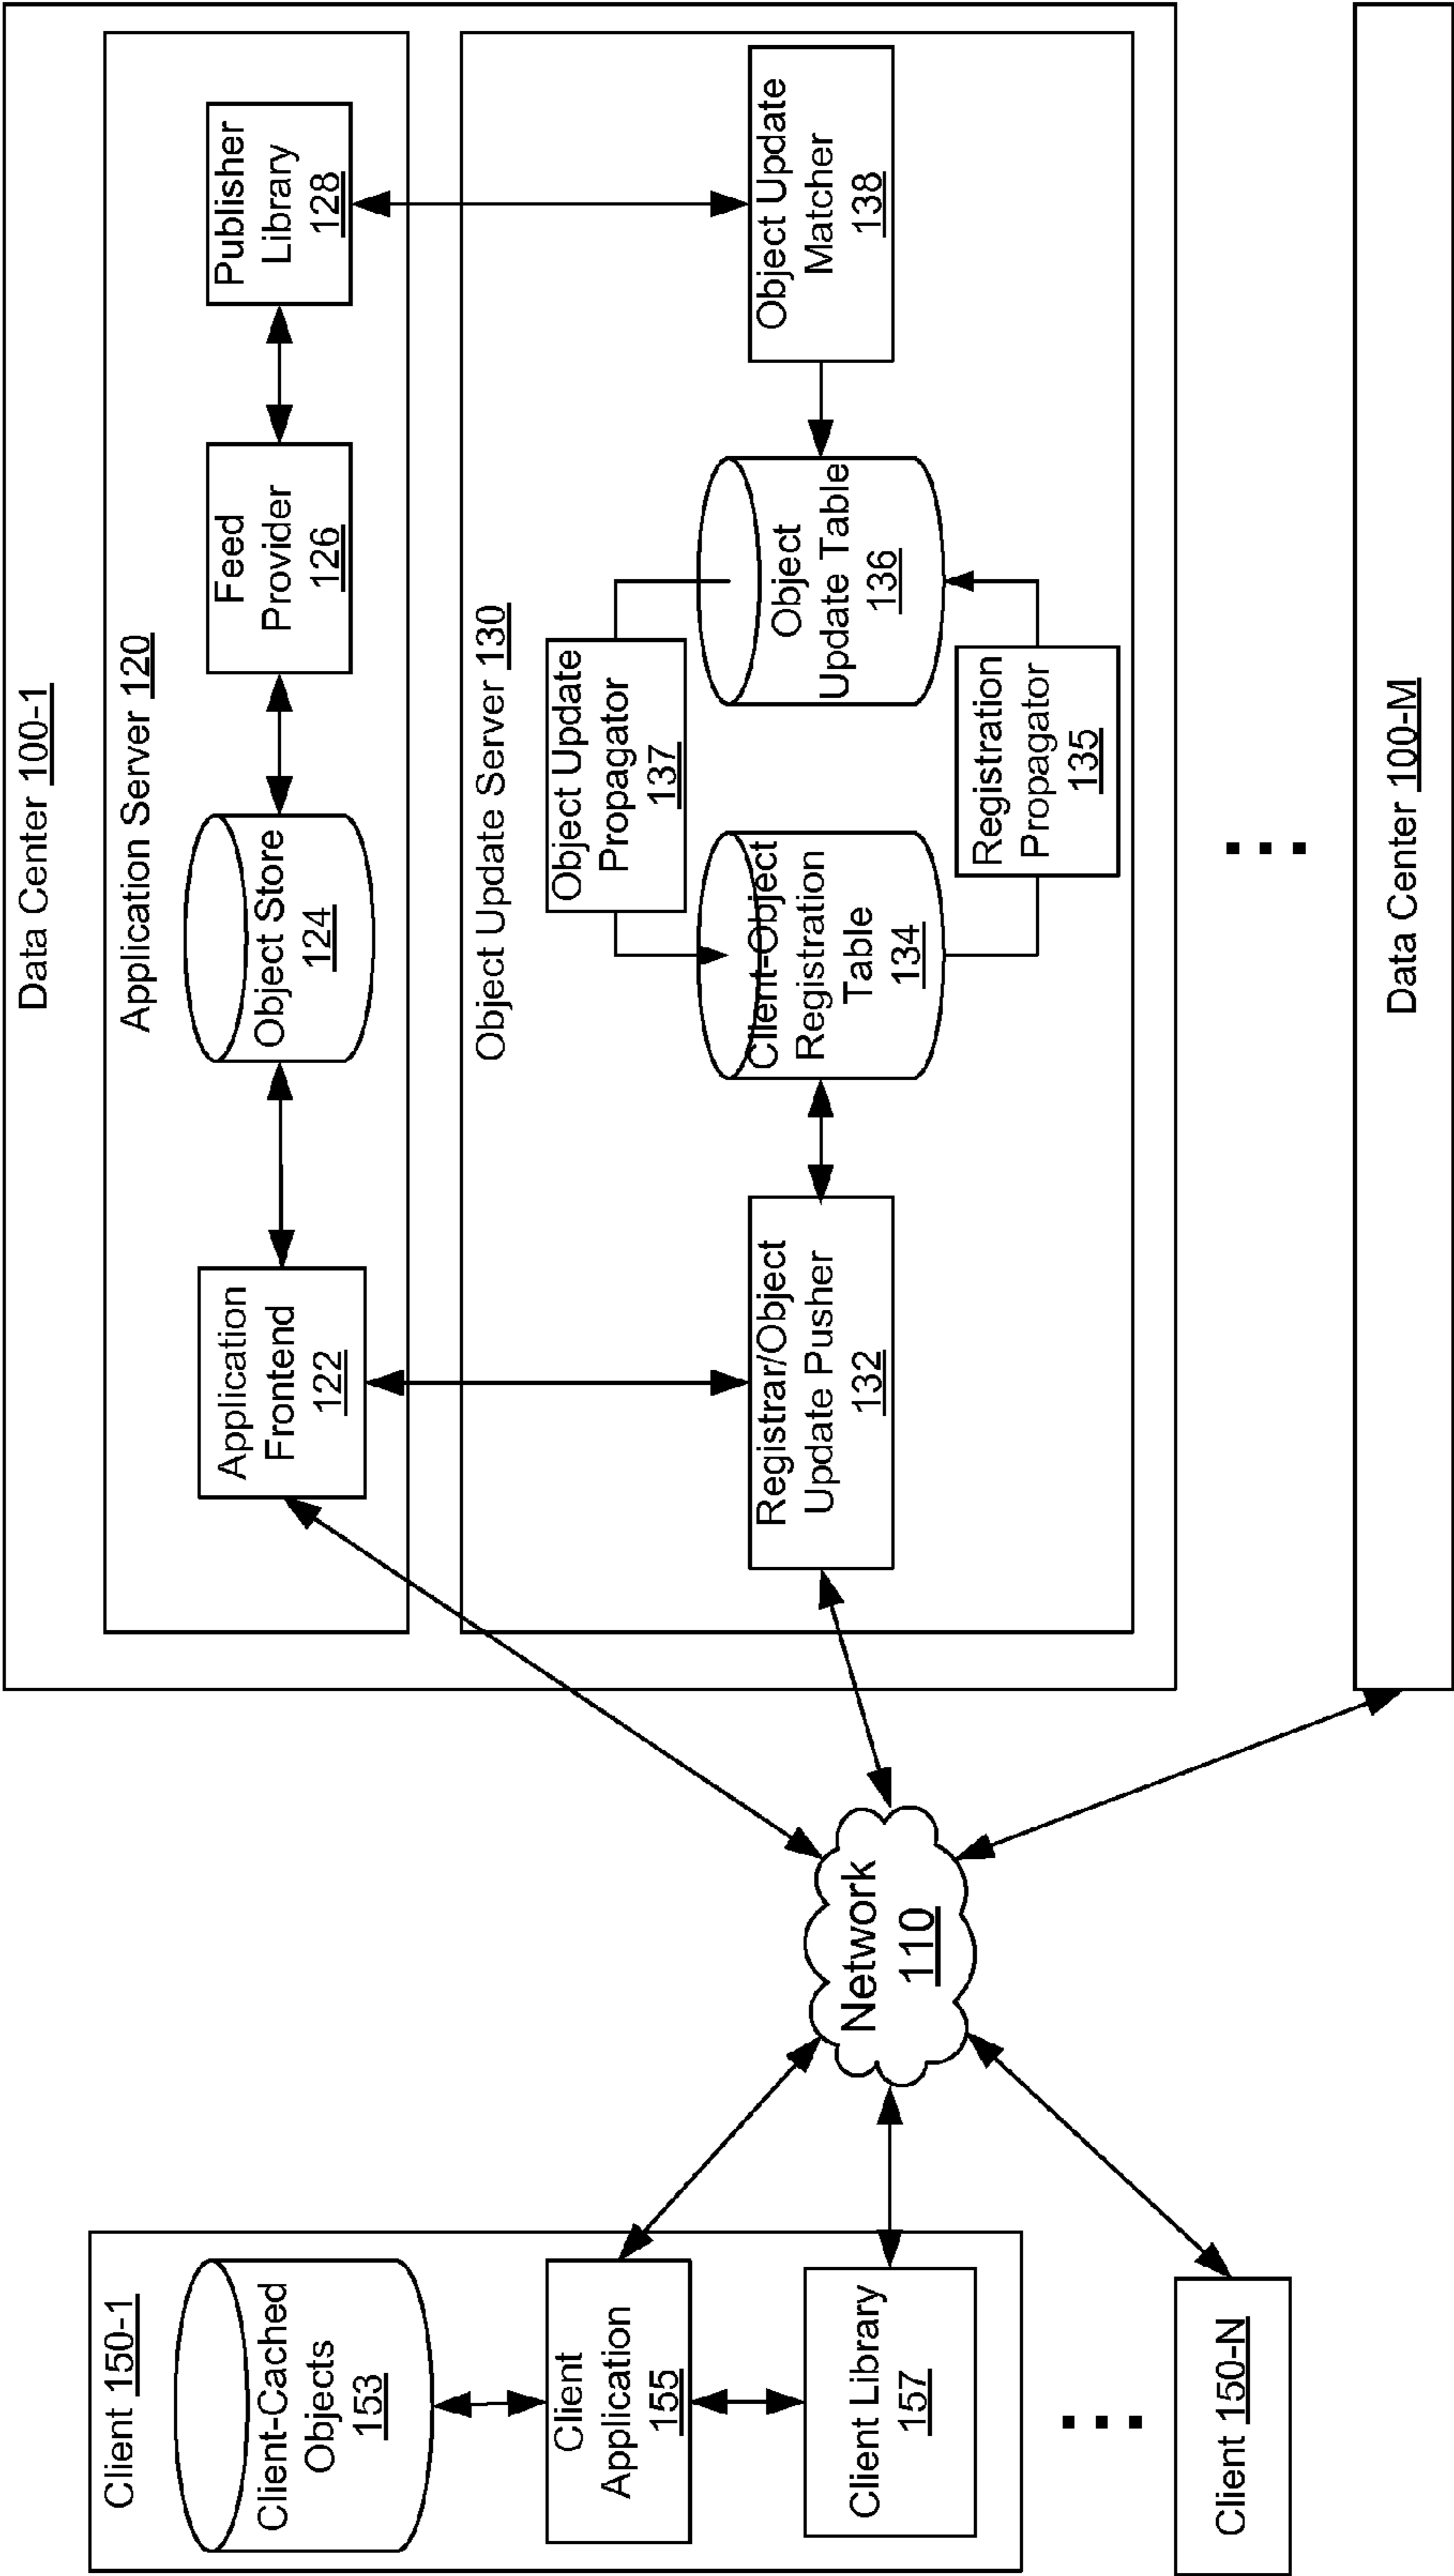 Client 150-1
Client-Cached
Objects
153
Client
Application
155
Client Library
157
Client 150-N
Network
110
Data Center 100-1
Application Server 120
Application
Frontend
122
Object Store
124
Feed
Provider
126
Publisher
Library
128
Object Update Server 130
Registrar/Object
Update Pusher
132
Client-Object
Registration
Table
134
Object Update
Propagator
137
Registration
Propagator
135
Object
Update Table
136
Object Update
Matcher
138
Data Center 100-M